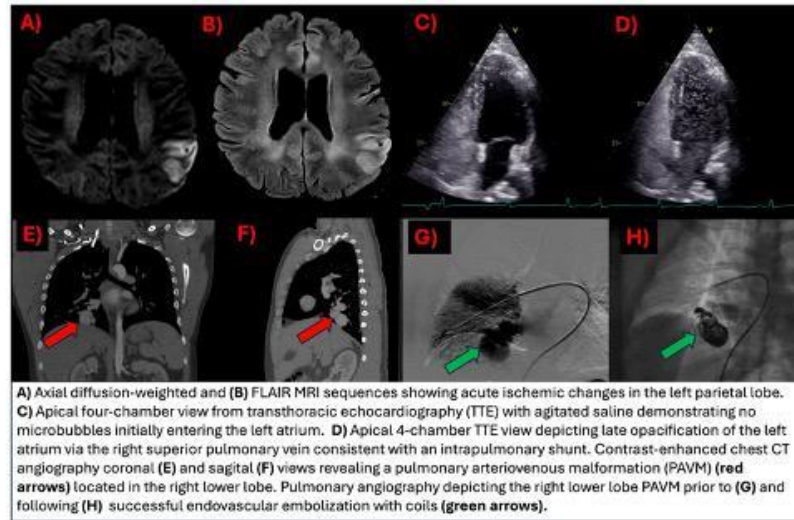 A) B) C) D)
E) F) G) H)
A) Axial diffusion-weighted and (B) FLAIR MRI sequences showing acute ischemic changes in the left parietal lobe.
C) Apical four-chamber view from transthoracic echocardiography (TTE) with agitated saline demonstrating no
microbubbles initially entering the left atrium. D) Apical 4-chamber TTE view depicting late opacification of the left
atrium via the right superior pulmonary vein consistent with an intrapulmonary shunt. Contrast-enhanced chest CT
angiography coronal (E) and sagital (F) views revealing a pulmonary arteriovenous malformation (PAVM) (red
arrows) located in the right lower lobe. Pulmonary angiography depicting the right lower lobe PAVM prior to (G) and
following (H) successful endovascular embolization with coils (green arrows).